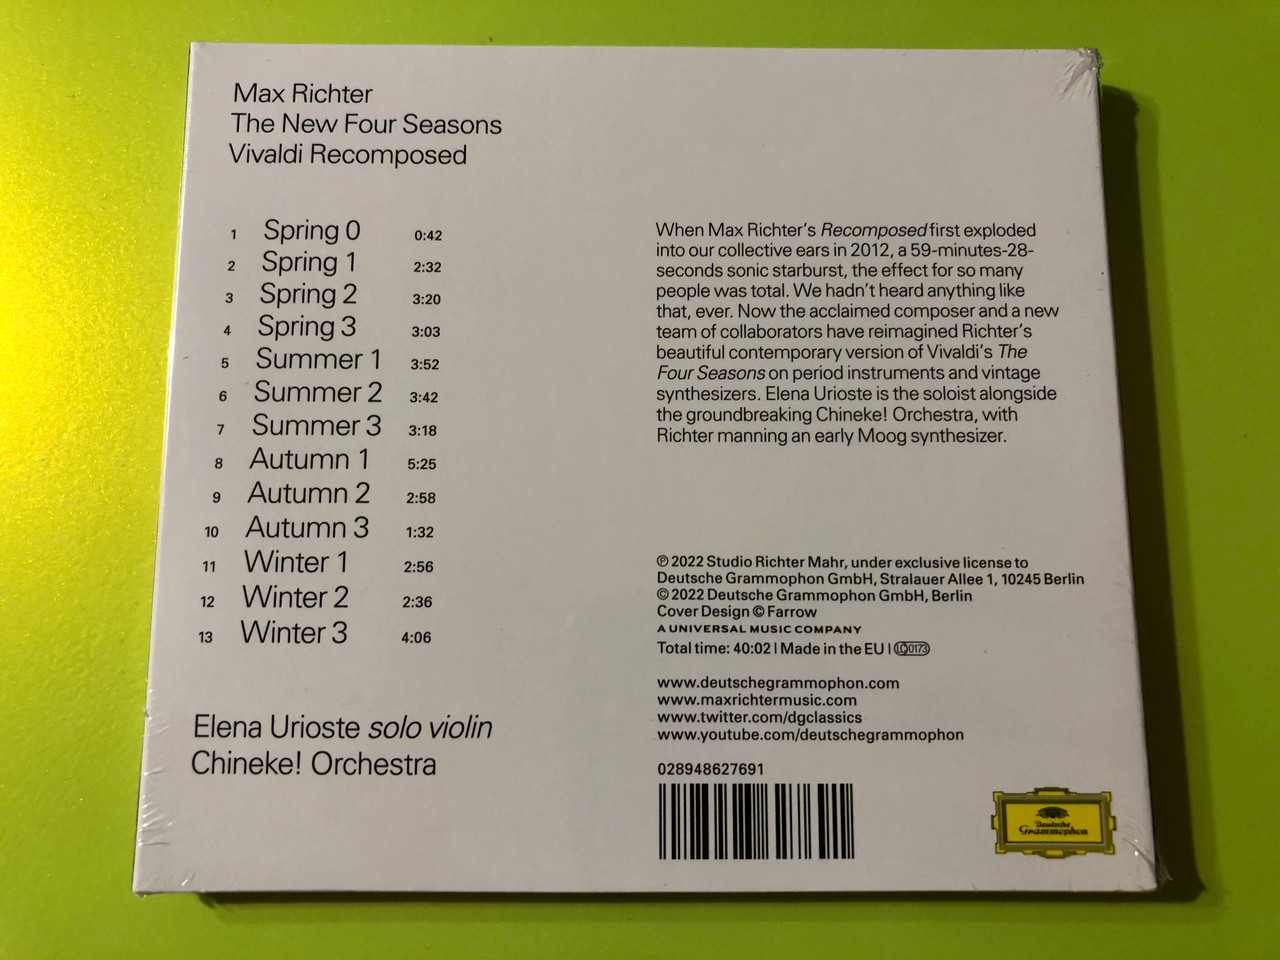 Max Richter
The New Four Seasons
Vivaldi Recomposed
1 Spring 0 0:42
2 Spring 1 2:32
3 Spring 2 3:20
4 Spring 3 3:03
5 Summer 1 3:52
6 Summer 2 3:42
7 Summer 3 3:18
8 Autumn 1 5:25
9 Autumn 2 2:58
10 Autumn 3 1:32
11 Winter 1 2:56
12 Winter 2 2:36
13 Winter 3 4:06
Elena Urioste solo violin
Chineke! Orchestra
When Max Richter's Recomposed first exploded
into our collective ears in 2012, a 59-minutes-28-
seconds sonic starburst, the effect for so many
people was total. We hadn't heard anything like
that, ever. Now the acclaimed composer and a new
team of collaborators have reimagined Richter's
beautiful contemporary version of Vivaldi's The
Four Seasons on period instruments and vintage
synthesizers. Elena Urioste is the soloist alongside
the groundbreaking Chineke! Orchestra, with
Richter manning an early Moog synthesizer.
℗ 2022 Studio Richter Mahr, under exclusive license to
Deutsche Grammophon GmbH, Stralauer Allee 1, 10245 Berlin
© 2022 Deutsche Grammophon GmbH, Berlin
Cover Design © Farrow
A UNIVERSAL MUSIC COMPANY
Total time: 40:02 | Made in the EU | LC 0173
www.deutschegrammophon.com
www.maxrichtermusic.com
www.twitter.com/dgclassics
www.youtube.com/deutschegrammophon
028948627691
Deutsche
Grammophon